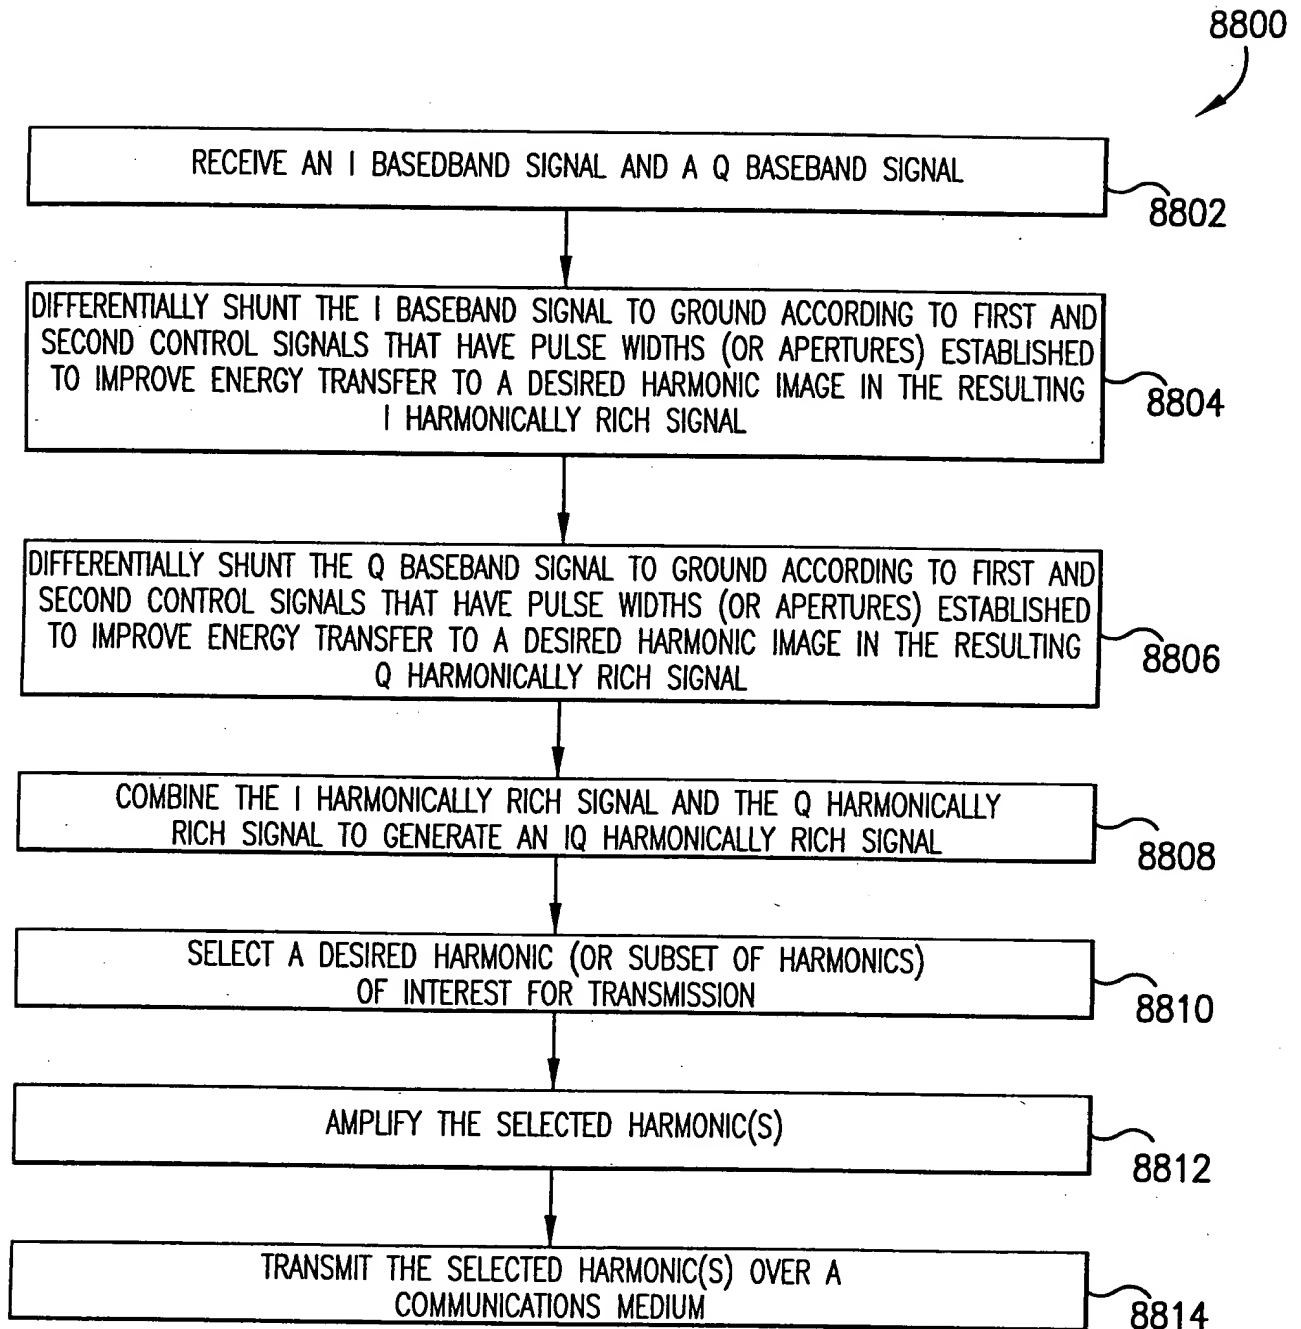 8800
RECEIVE AN I BASEDBAND SIGNAL AND A Q BASEBAND SIGNAL
8802
DIFFERENTIALLY SHUNT THE I BASEBAND SIGNAL TO GROUND ACCORDING TO FIRST AND
SECOND CONTROL SIGNALS THAT HAVE PULSE WIDTHS (OR APERTURES) ESTABLISHED
TO IMPROVE ENERGY TRANSFER TO A DESIRED HARMONIC IMAGE IN THE RESULTING
I HARMONICALLY RICH SIGNAL
8804
DIFFERENTIALLY SHUNT THE Q BASEBAND SIGNAL TO GROUND ACCORDING TO FIRST AND
SECOND CONTROL SIGNALS THAT HAVE PULSE WIDTHS (OR APERTURES) ESTABLISHED
TO IMPROVE ENERGY TRANSFER TO A DESIRED HARMONIC IMAGE IN THE RESULTING
Q HARMONICALLY RICH SIGNAL
8806
COMBINE THE I HARMONICALLY RICH SIGNAL AND THE Q HARMONICALLY
RICH SIGNAL TO GENERATE AN IQ HARMONICALLY RICH SIGNAL
8808
SELECT A DESIRED HARMONIC (OR SUBSET OF HARMONICS)
OF INTEREST FOR TRANSMISSION
8810
AMPLIFY THE SELECTED HARMONIC(S)
8812
TRANSMIT THE SELECTED HARMONIC(S) OVER A
COMMUNICATIONS MEDIUM
8814